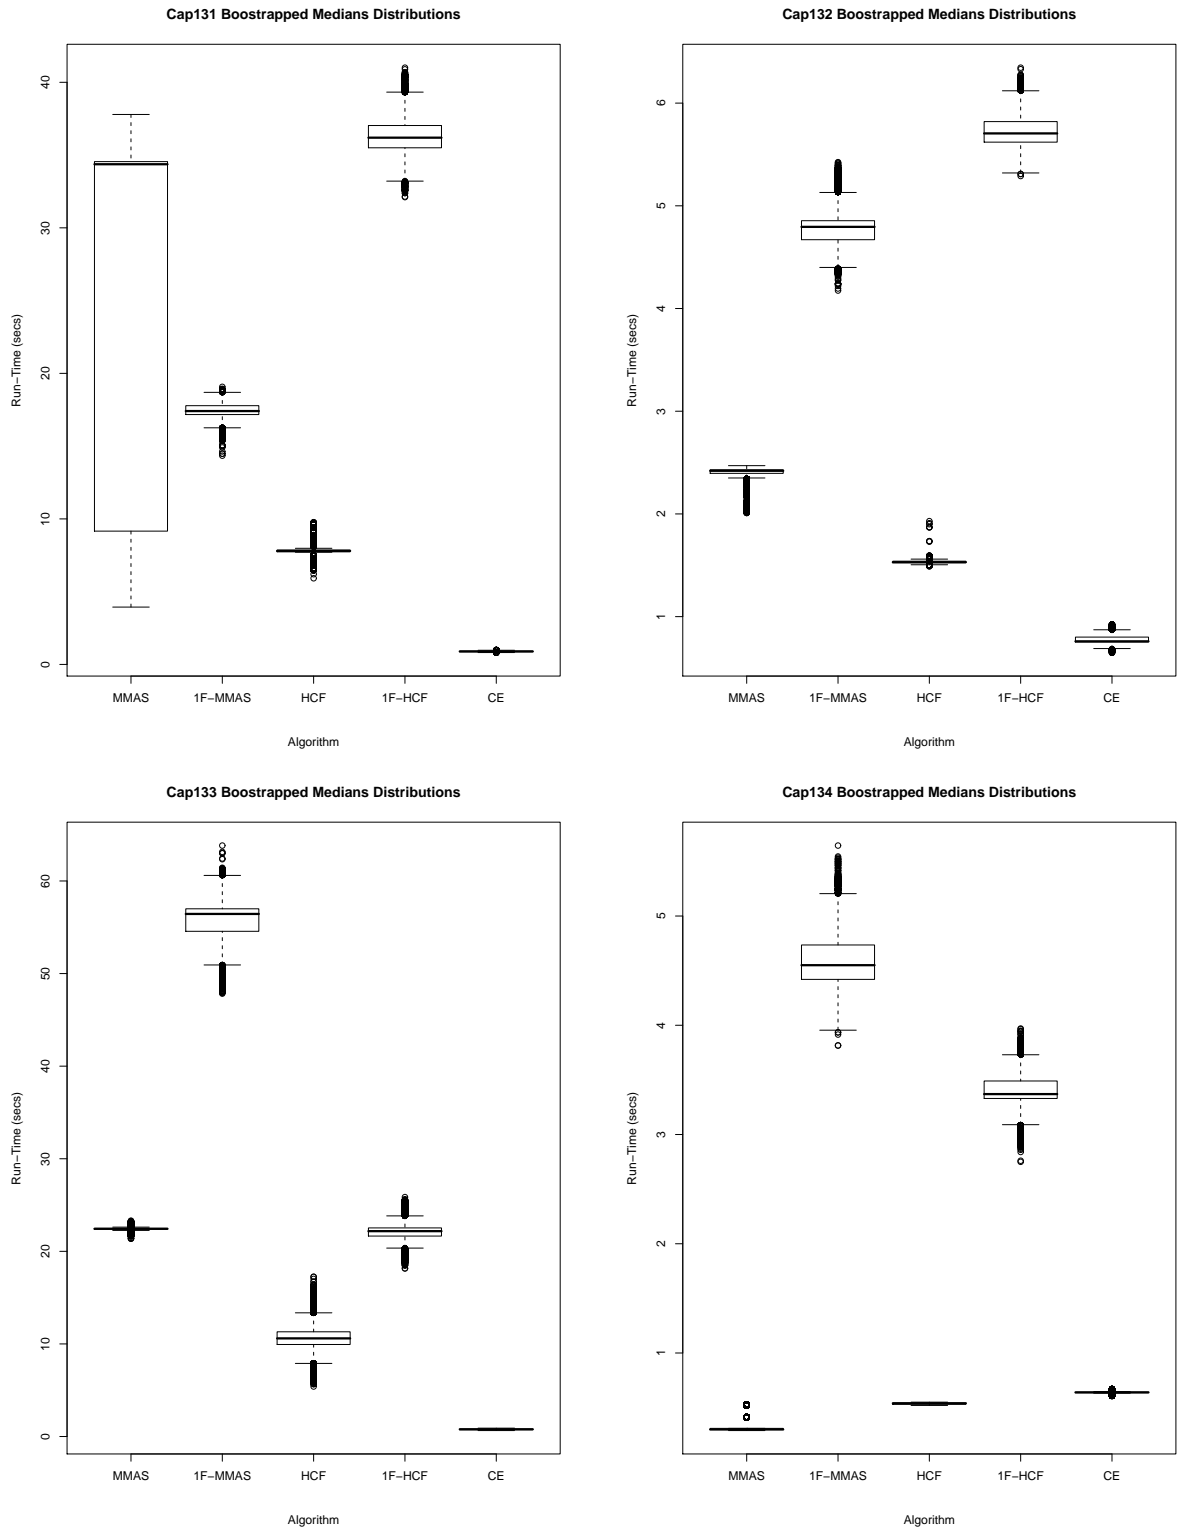 Cap131 Boostrapped Medians Distributions
Run−Time (secs)
40
30
20
10
0
MMAS 1F−MMAS HCF 1F−HCF CE
Algorithm
Cap132 Boostrapped Medians Distributions
Run−Time (secs)
6
5
4
3
2
1
MMAS 1F−MMAS HCF 1F−HCF CE
Algorithm
Cap133 Boostrapped Medians Distributions
Run−Time (secs)
60
50
40
30
20
10
0
MMAS 1F−MMAS HCF 1F−HCF CE
Algorithm
Cap134 Boostrapped Medians Distributions
Run−Time (secs)
5
4
3
2
1
MMAS 1F−MMAS HCF 1F−HCF CE
Algorithm